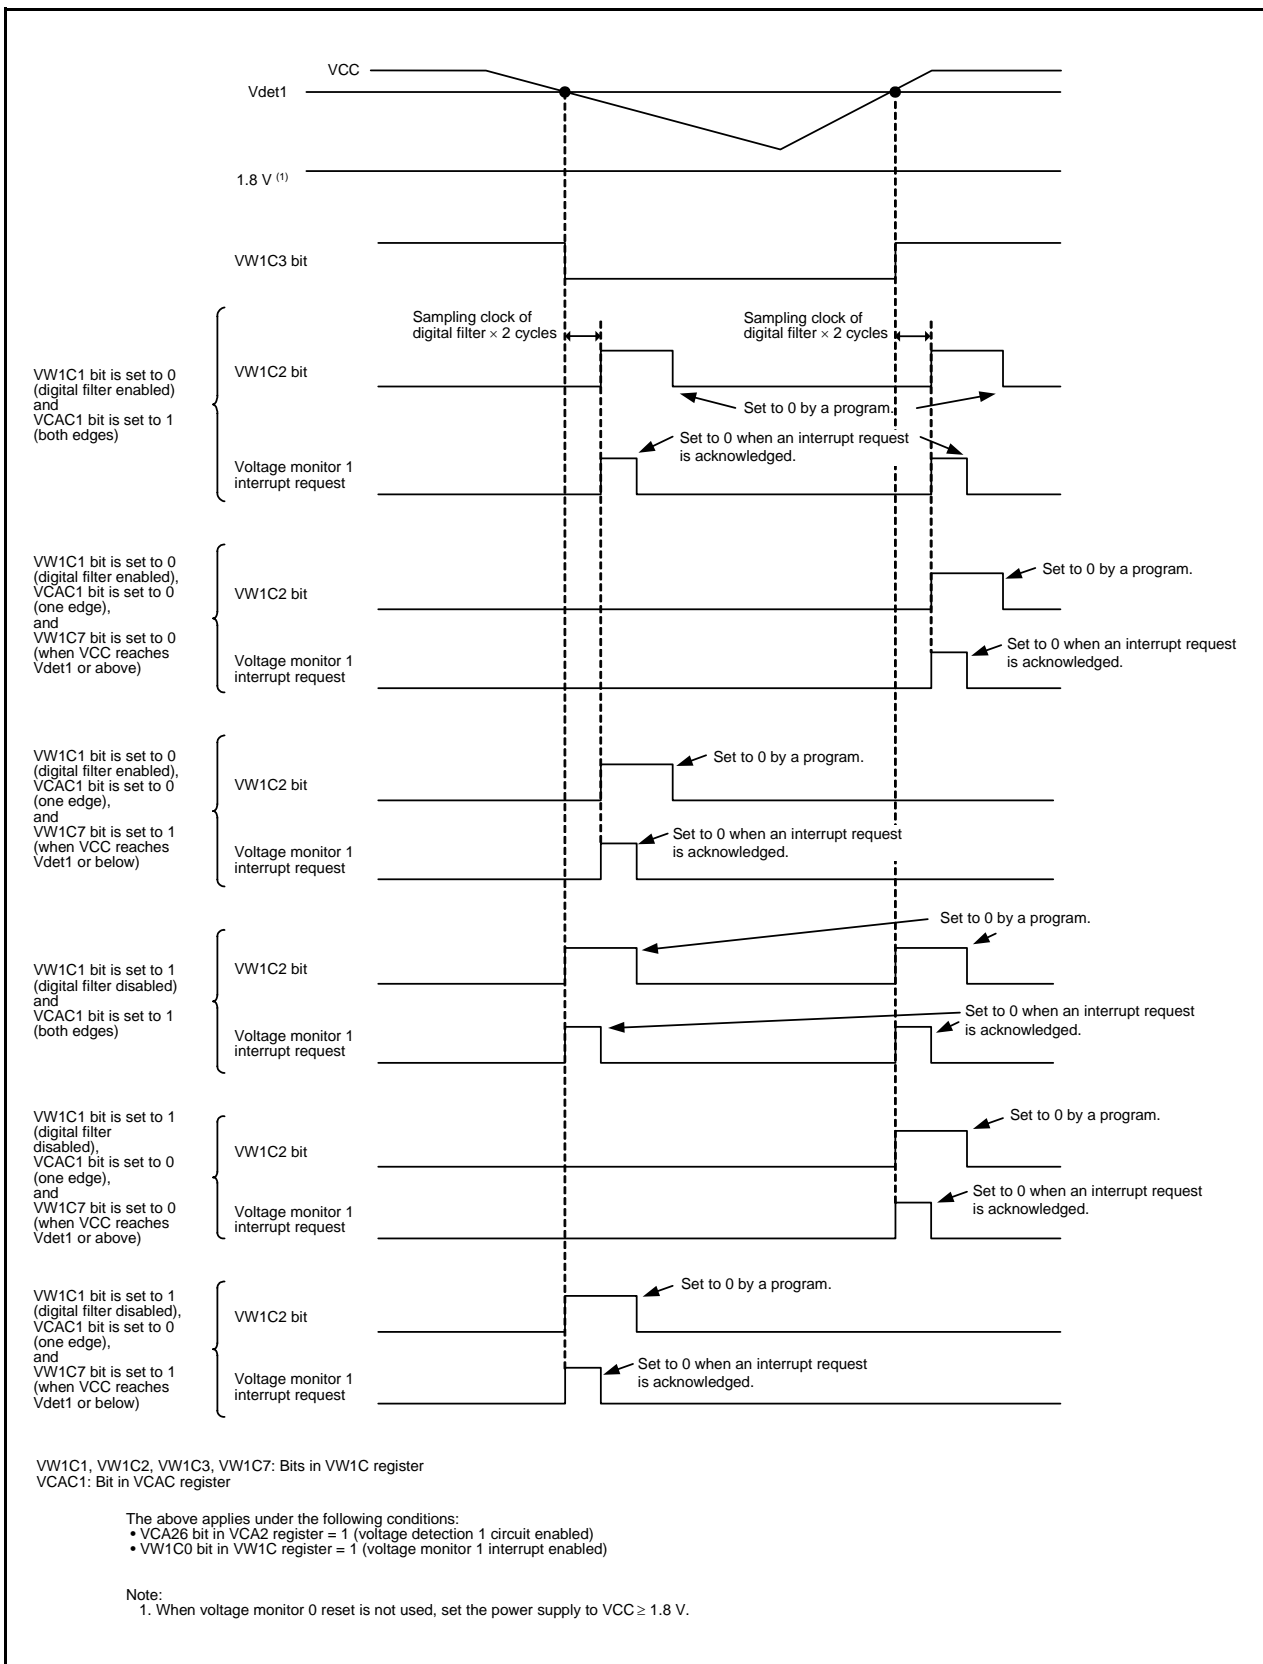 VCC
Vdet1
1.8 V (1)
VW1C3 bit
Sampling clock of
digital filter × 2 cycles
Sampling clock of
digital filter × 2 cycles
VW1C1 bit is set to 0
(digital filter enabled)
and
VCAC1 bit is set to 1
(both edges)
VW1C2 bit
Set to 0 by a program.
Set to 0 when an interrupt request
is acknowledged.
Voltage monitor 1
interrupt request
VW1C1 bit is set to 0
(digital filter enabled),
VCAC1 bit is set to 0
(one edge),
and
VW1C7 bit is set to 0
(when VCC reaches
Vdet1 or above)
VW1C2 bit
Set to 0 by a program.
Voltage monitor 1
interrupt request
Set to 0 when an interrupt request
is acknowledged.
VW1C1 bit is set to 0
(digital filter enabled),
VCAC1 bit is set to 0
(one edge),
and
VW1C7 bit is set to 1
(when VCC reaches
Vdet1 or below)
VW1C2 bit
Set to 0 by a program.
Voltage monitor 1
interrupt request
Set to 0 when an interrupt request
is acknowledged.
VW1C1 bit is set to 1
(digital filter disabled)
and
VCAC1 bit is set to 1
(both edges)
VW1C2 bit
Set to 0 by a program.
Voltage monitor 1
interrupt request
Set to 0 when an interrupt request
is acknowledged.
VW1C1 bit is set to 1
(digital filter
disabled),
VCAC1 bit is set to 0
(one edge),
and
VW1C7 bit is set to 0
(when VCC reaches
Vdet1 or above)
VW1C2 bit
Set to 0 by a program.
Voltage monitor 1
interrupt request
Set to 0 when an interrupt request
is acknowledged.
VW1C1 bit is set to 1
(digital filter disabled),
VCAC1 bit is set to 0
(one edge),
and
VW1C7 bit is set to 1
(when VCC reaches
Vdet1 or below)
VW1C2 bit
Set to 0 by a program.
Voltage monitor 1
interrupt request
Set to 0 when an interrupt request
is acknowledged.
VW1C1, VW1C2, VW1C3, VW1C7: Bits in VW1C register
VCAC1: Bit in VCAC register
The above applies under the following conditions:
• VCA26 bit in VCA2 register = 1 (voltage detection 1 circuit enabled)
• VW1C0 bit in VW1C register = 1 (voltage monitor 1 interrupt enabled)
Note:
1. When voltage monitor 0 reset is not used, set the power supply to VCC ≥ 1.8 V.